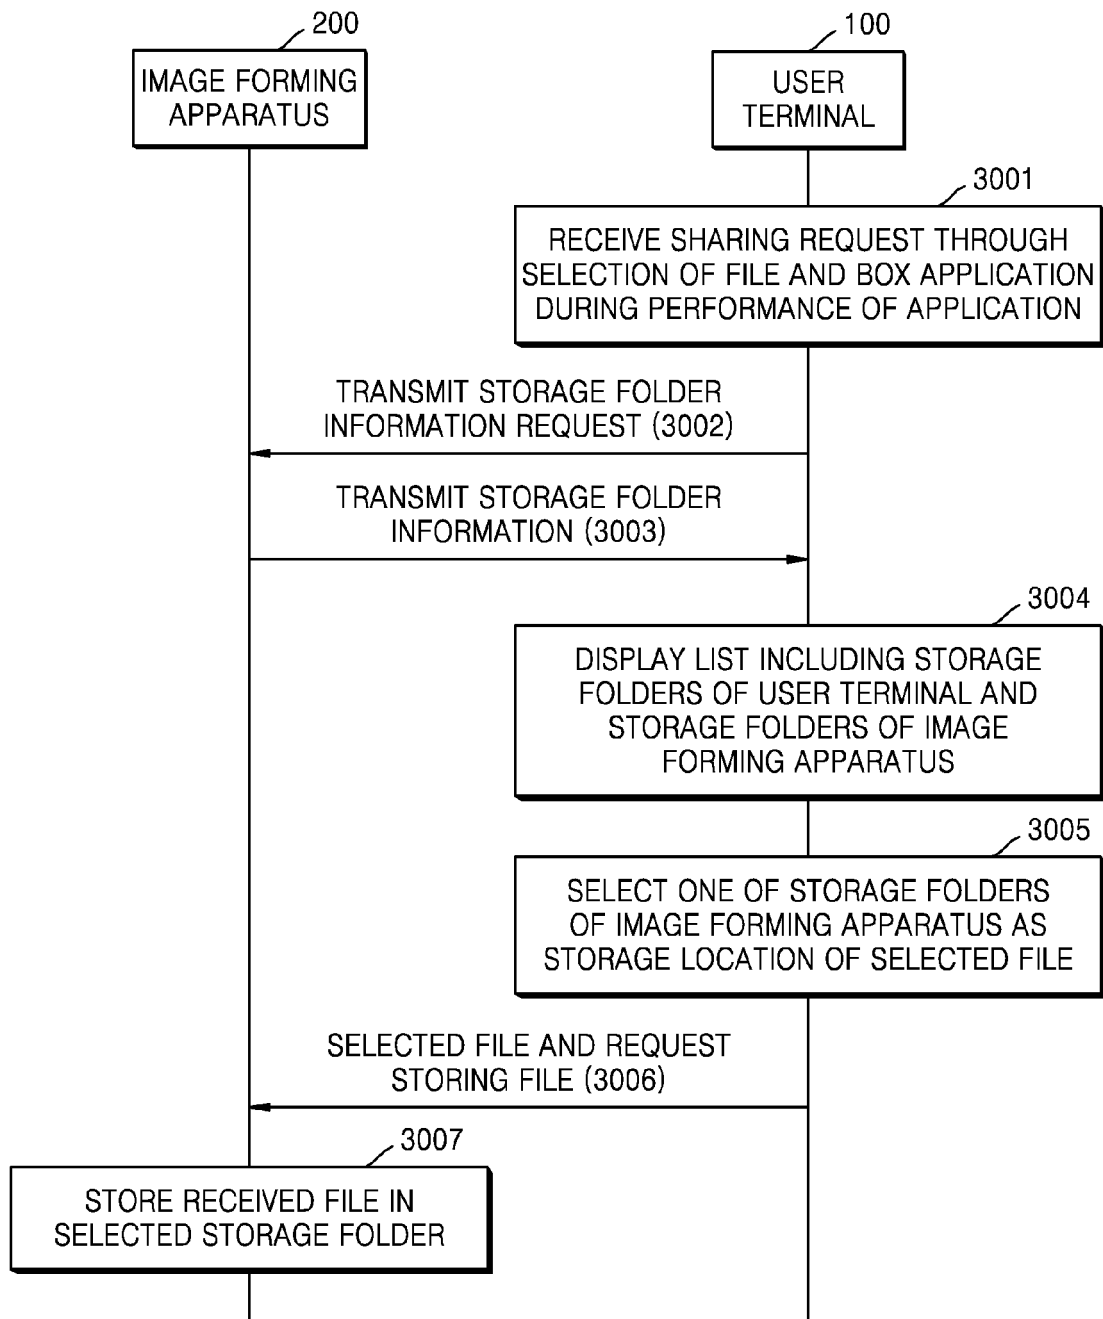 200
IMAGE FORMING
APPARATUS
100
USER
TERMINAL
3001
RECEIVE SHARING REQUEST THROUGH
SELECTION OF FILE AND BOX APPLICATION
DURING PERFORMANCE OF APPLICATION
TRANSMIT STORAGE FOLDER
INFORMATION REQUEST (3002)
TRANSMIT STORAGE FOLDER
INFORMATION (3003)
3004
DISPLAY LIST INCLUDING STORAGE
FOLDERS OF USER TERMINAL AND
STORAGE FOLDERS OF IMAGE
FORMING APPARATUS
3005
SELECT ONE OF STORAGE FOLDERS
OF IMAGE FORMING APPARATUS AS
STORAGE LOCATION OF SELECTED FILE
SELECTED FILE AND REQUEST
STORING FILE (3006)
3007
STORE RECEIVED FILE IN
SELECTED STORAGE FOLDER